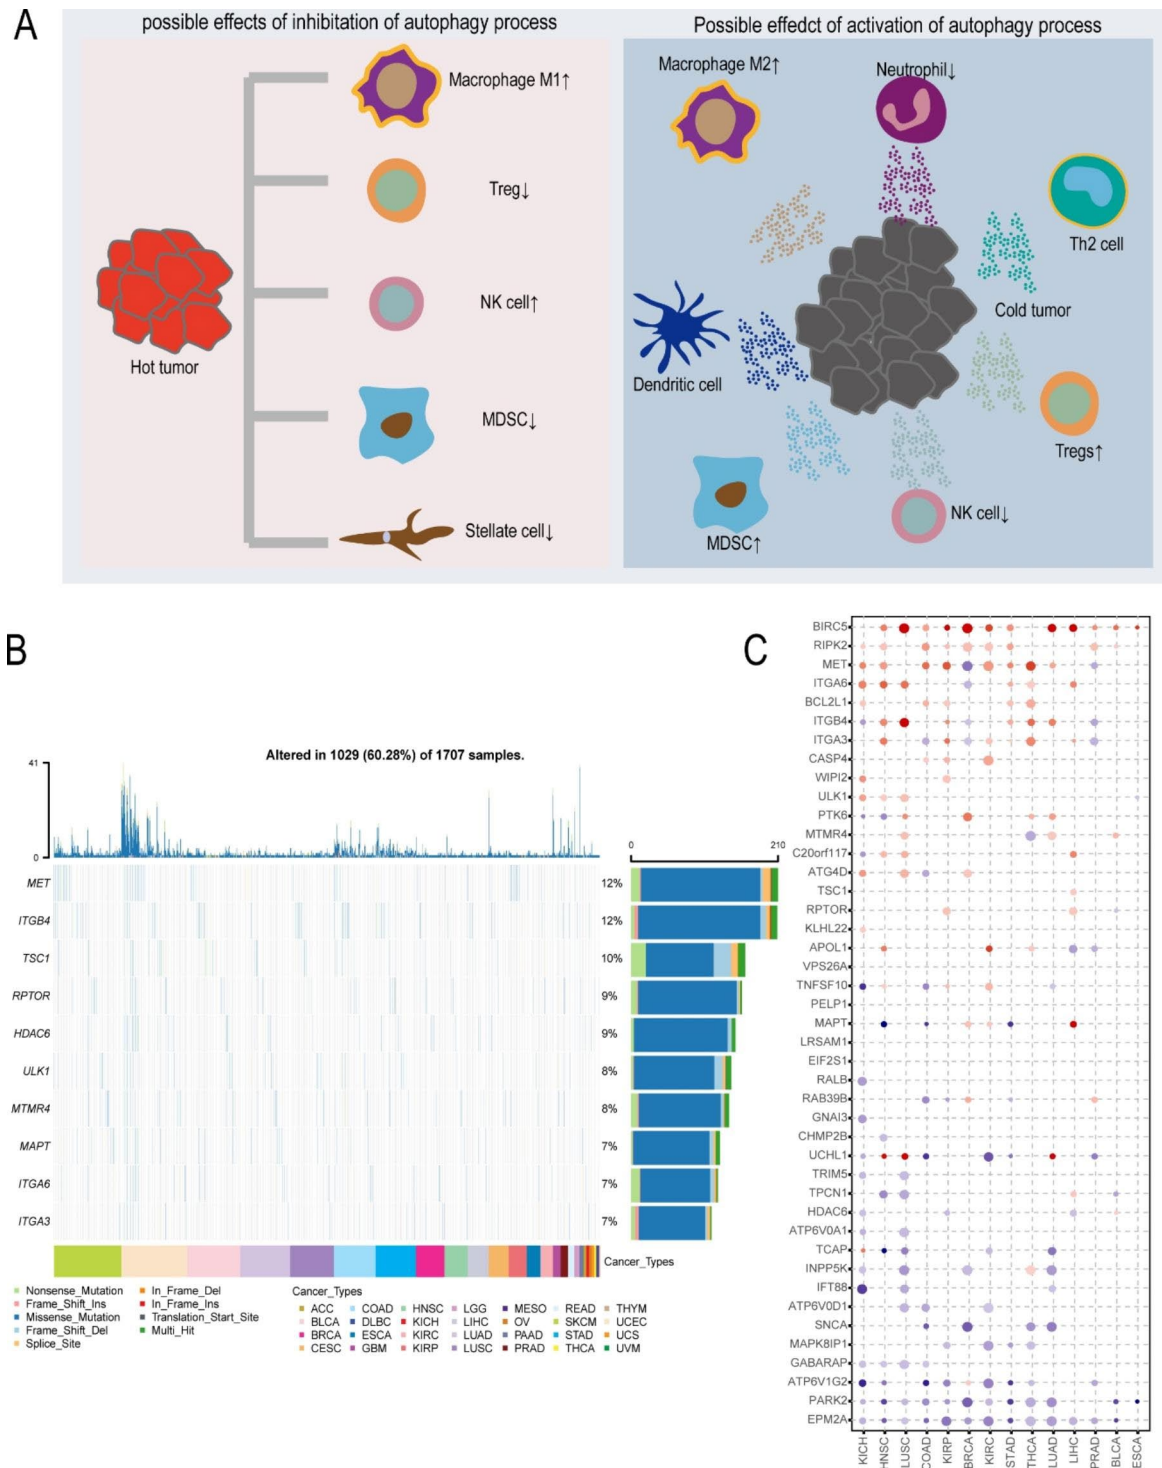 A
possible effects of inhibitation of autophagy process
Possible effedct of activation of autophagy process
Macrophage M1↑
Treg↓
NK cell↑
MDSC↓
Stellate cell↓
Hot tumor
Macrophage M2↑
Neutrophil↓
Th2 cell
Cold tumor
Dendritic cell
Tregs↑
MDSC↑
NK cell↓
B
Altered in 1029 (60.28%) of 1707 samples.
41
0
0
210
MET 12%
ITGB4 12%
TSC1 10%
RPTOR 9%
HDAC6 9%
ULK1 8%
MTMR4 8%
MAPT 7%
ITGA6 7%
ITGA3 7%
Cancer_Types
Nonsense_Mutation
Frame_Shift_Ins
Missense_Mutation
Frame_Shift_Del
Splice_Site
In_Frame_Del
In_Frame_Ins
Translation_Start_Site
Multi_Hit
Cancer_Types
ACC COAD HNSC LGG MESO READ THYM
BLCA DLBC KICH LIHC OV SKCM UCEC
BRCA ESCA KIRC LUAD PAAD STAD UCS
CESC GBM KIRP LUSC PRAD THCA UVM
C
BIRC5
RIPK2
MET
ITGA6
BCL2L1
ITGB4
ITGA3
CASP4
WIPI2
ULK1
PTK6
MTMR4
C20orf117
ATG4D
TSC1
RPTOR
KLHL22
APOL1
VPS26A
TNFSF10
PELP1
MAPT
LRSAM1
EIF2S1
RALB
RAB39B
GNAI3
CHMP2B
UCHL1
TRIM5
TPCN1
HDAC6
ATP6V0A1
TCAP
INPP5K
IFT88
ATP6V0D1
SNCA
MAPK8IP1
GABARAP
ATP6V1G2
PARK2
EPM2A
KICH
HNSC
LUSC
COAD
KIRP
BRCA
KIRC
STAD
THCA
LUAD
LIHC
PRAD
BLCA
ESCA